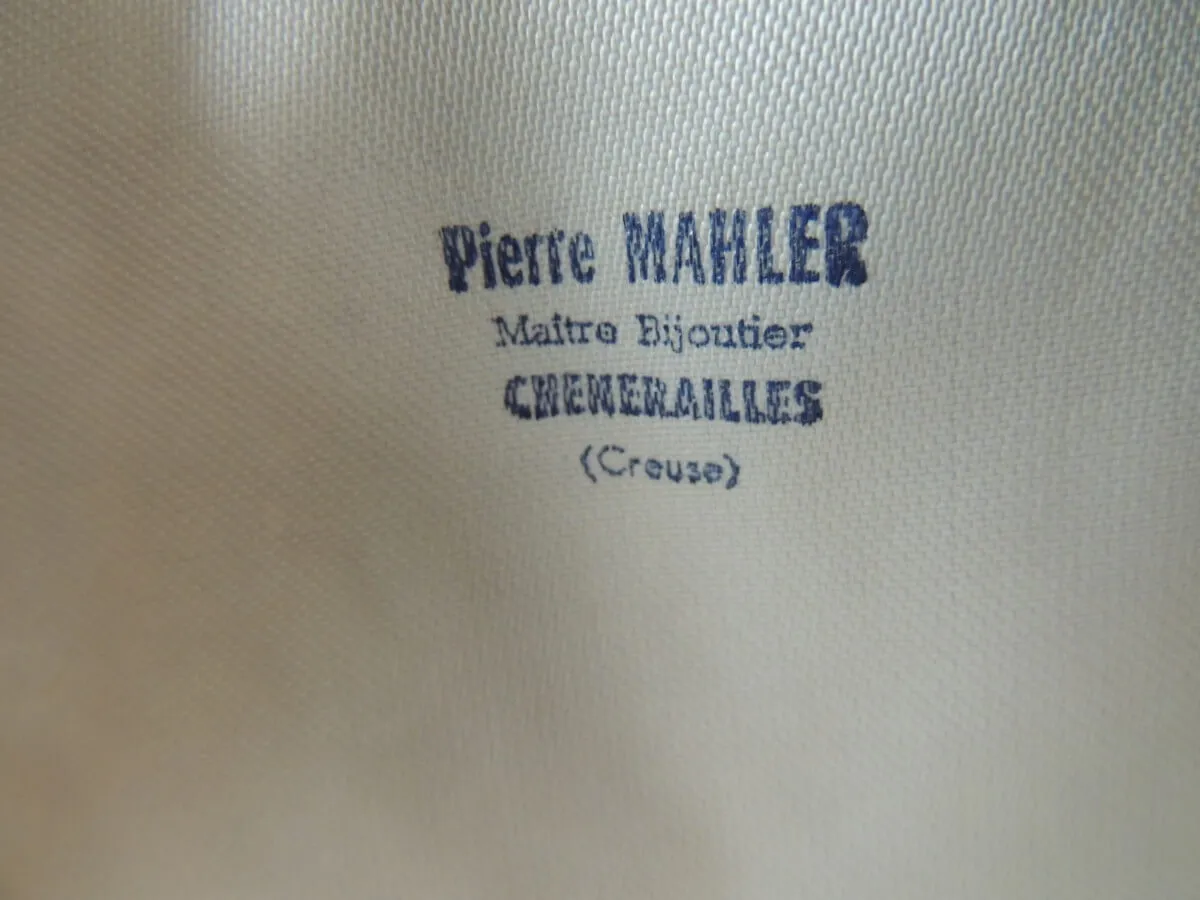 Pierre MAHLER
Maître Bijoutier
CHENERAILLES
(Creuse)